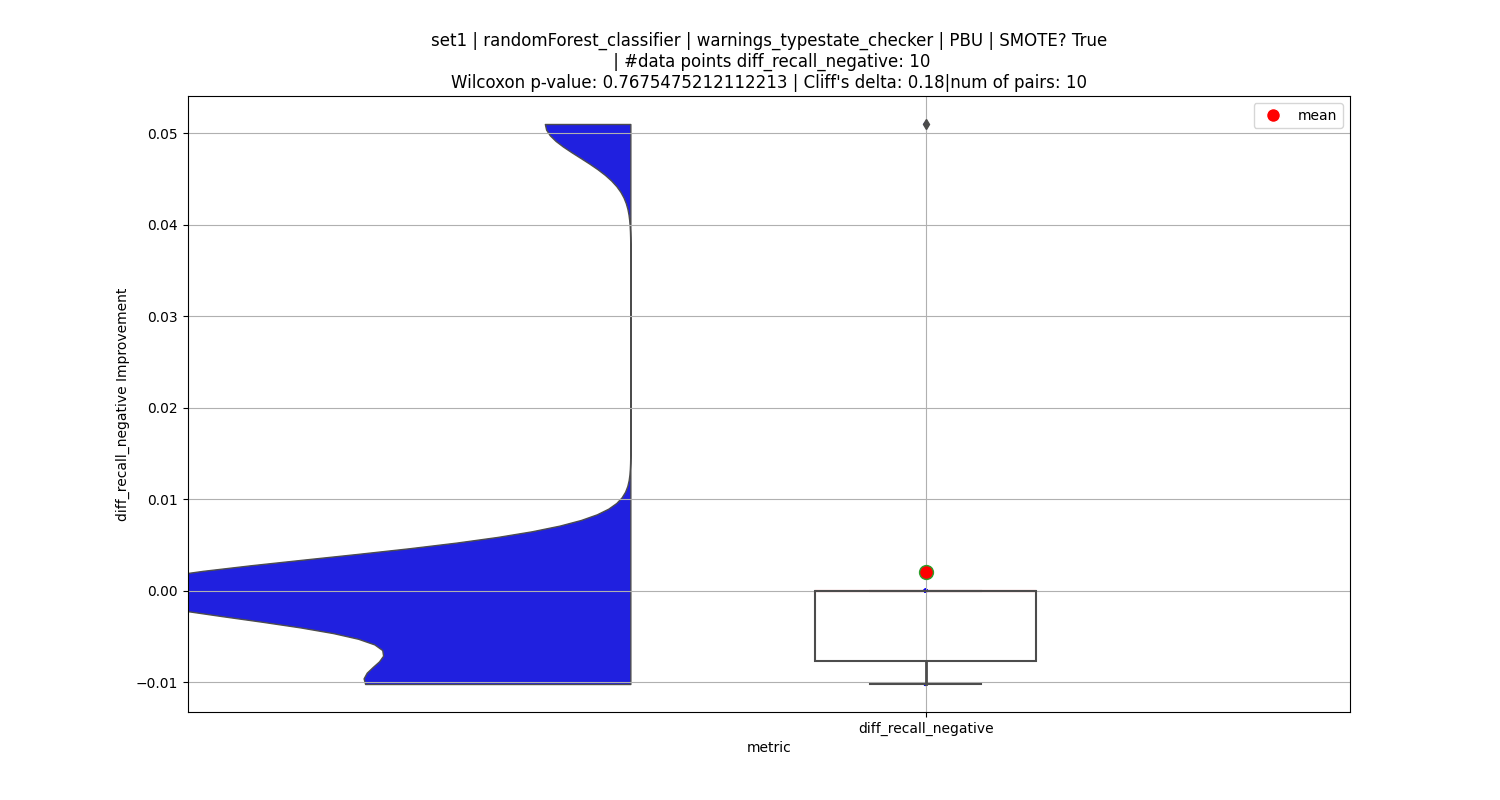 set1 | randomForest_classifier | warnings_typestate_checker | PBU | SMOTE? True
| #data points diff_recall_negative: 10
Wilcoxon p-value: 0.7675475212112213 | Cliff's delta: 0.18|num of pairs: 10
mean
0.05
0.04
0.03
0.02
0.01
0.00
−0.01
diff_recall_negative Improvement
diff_recall_negative
metric